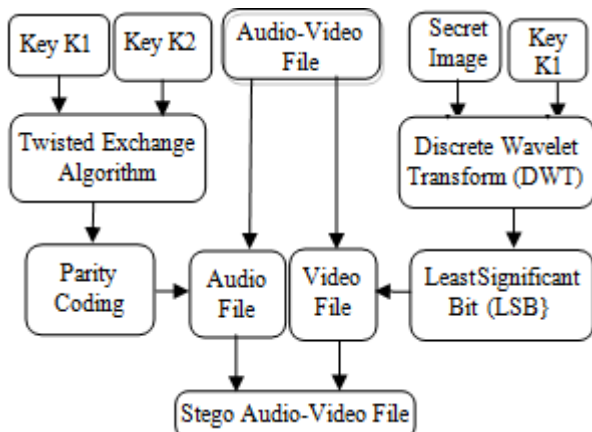 Key K1
Key K2
Audio-Video
File
Secret
Image
Key
K1
Twisted Exchange
Algorithm
Discrete Wavelet
Transform (DWT)
Parity
Coding
Audio
File
Video
File
LeastSignificant
Bit (LSB}
Stego Audio-Video File